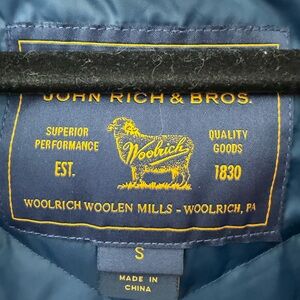 JOHN RICH & BROS.
SUPERIOR
PERFORMANCE
EST.
Woolrich
QUALITY
GOODS
1830
WOOLRICH WOOLEN MILLS - WOOLRICH, PA
S
MADE IN
CHINA